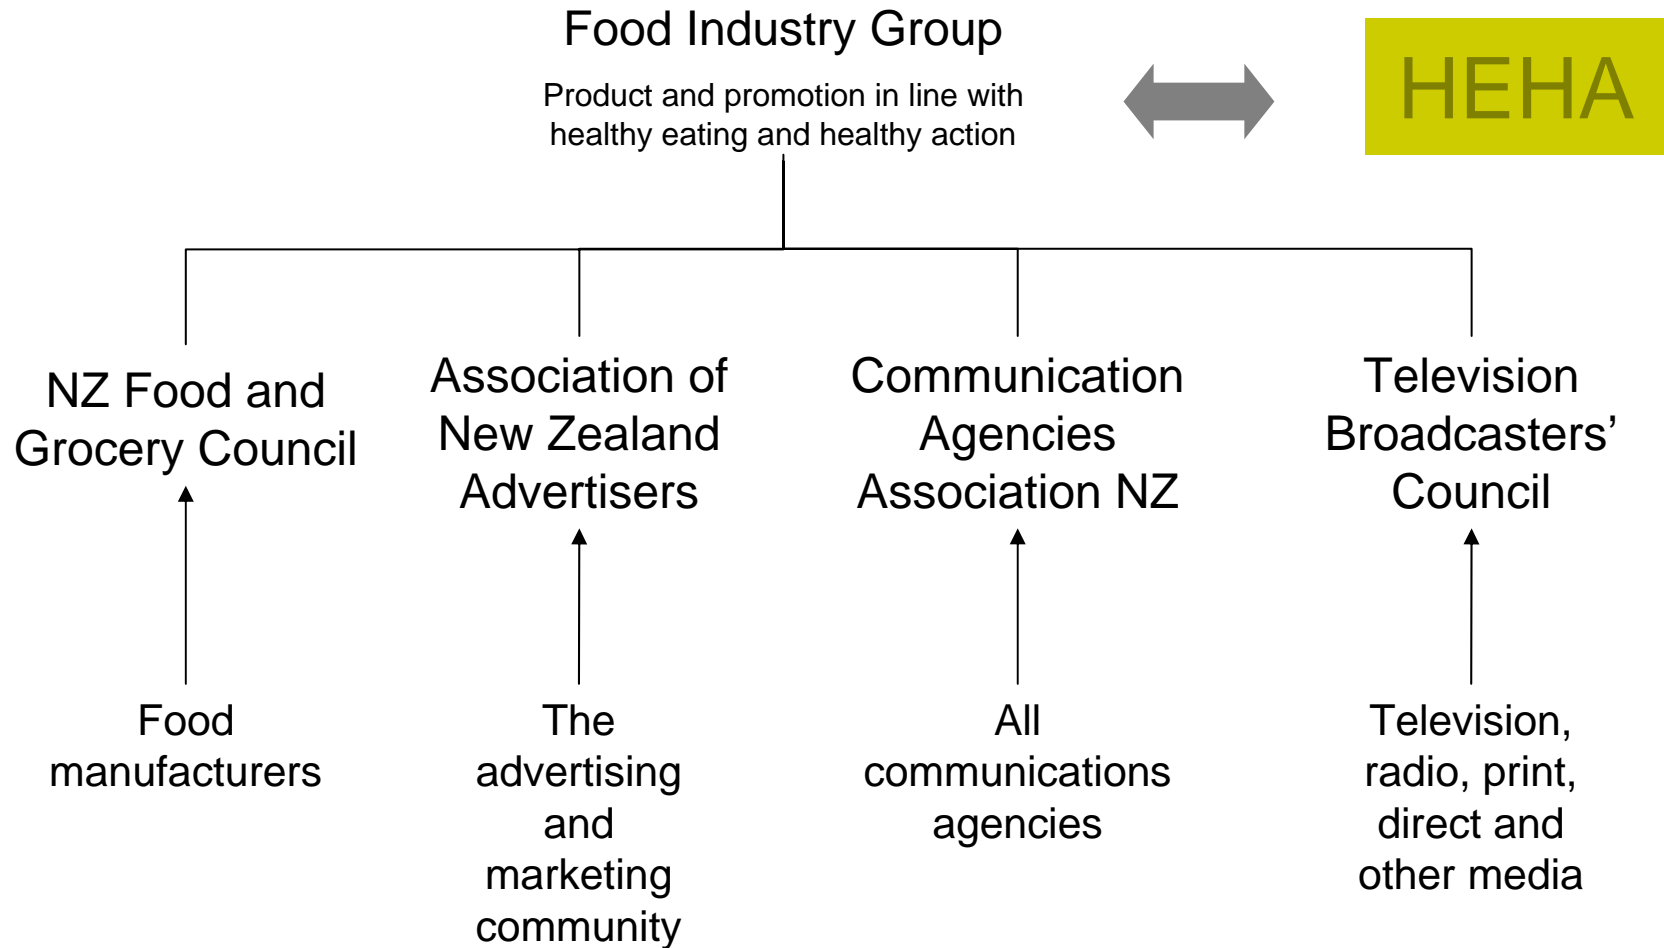 Food Industry Group
Product and promotion in line with
healthy eating and healthy action
HEHA
NZ Food and
Grocery Council
Association of
New Zealand
Advertisers
Communication
Agencies
Association NZ
Television
Broadcasters’
Council
Food
manufacturers
The
advertising
and
marketing
community
All
communications
agencies
Television,
radio, print,
direct and
other media